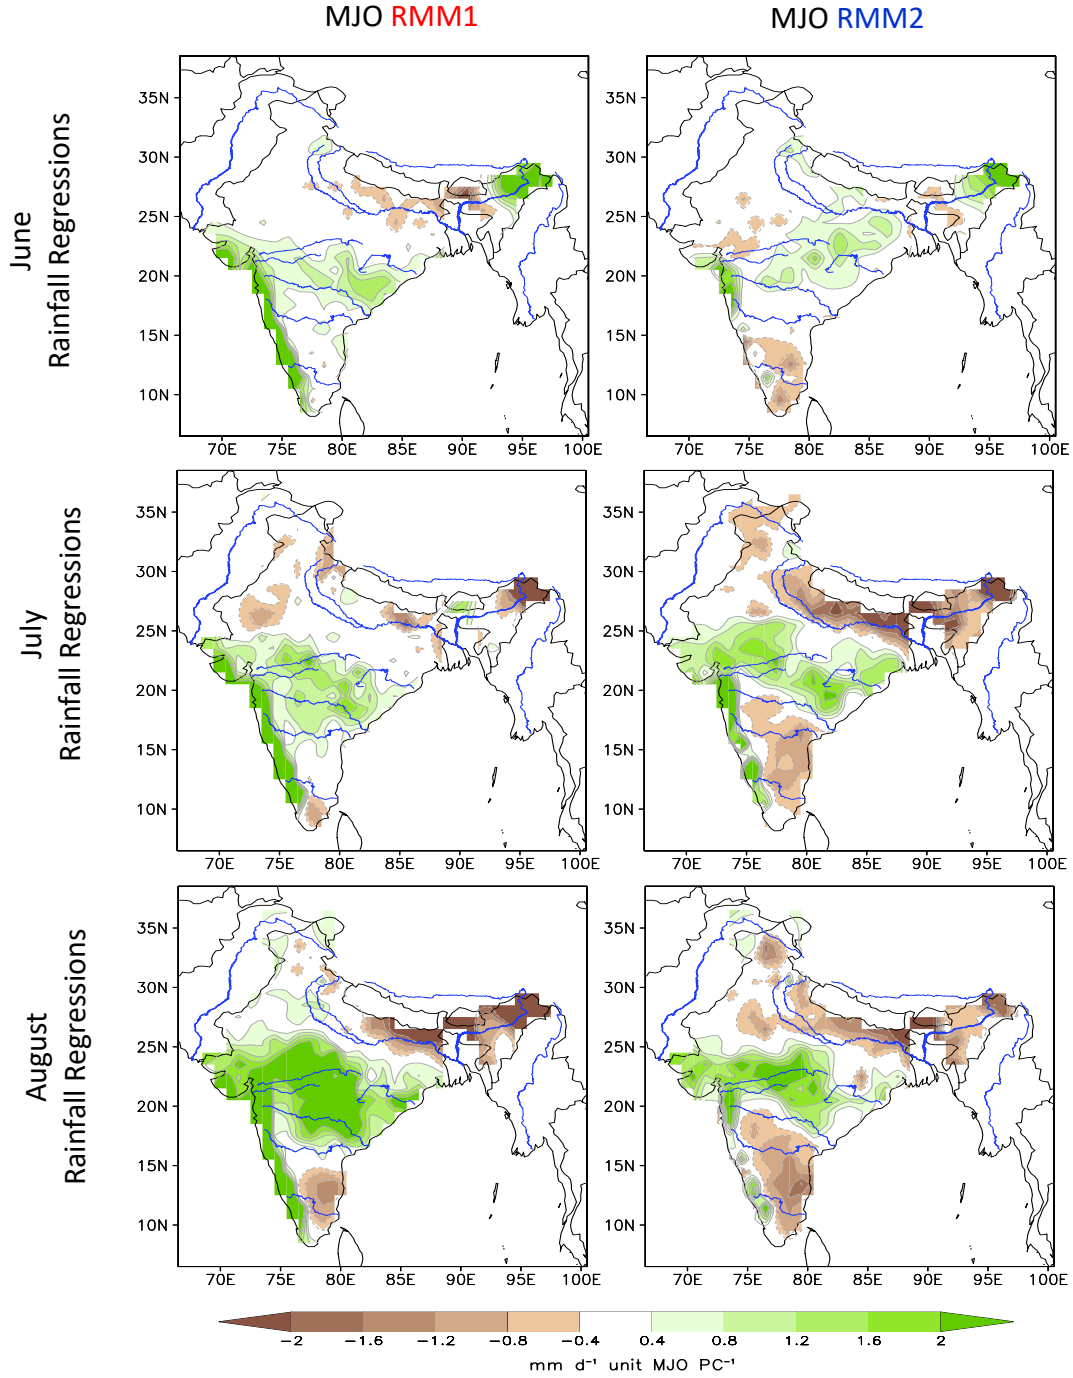 MJO RMM1
MJO RMM2
June
Rainfall Regressions
35N
30N
25N
20N
15N
10N
70E 75E 80E 85E 90E 95E 100E
35N
30N
25N
20N
15N
10N
70E 75E 80E 85E 90E 95E 100E
July
Rainfall Regressions
35N
30N
25N
20N
15N
10N
70E 75E 80E 85E 90E 95E 100E
35N
30N
25N
20N
15N
10N
70E 75E 80E 85E 90E 95E 100E
August
Rainfall Regressions
35N
30N
25N
20N
15N
10N
70E 75E 80E 85E 90E 95E 100E
35N
30N
25N
20N
15N
10N
70E 75E 80E 85E 90E 95E 100E
−2 −1.6 −1.2 −0.8 −0.4 0.4 0.8 1.2 1.6 2
mm d⁻¹ unit MJO PC⁻¹